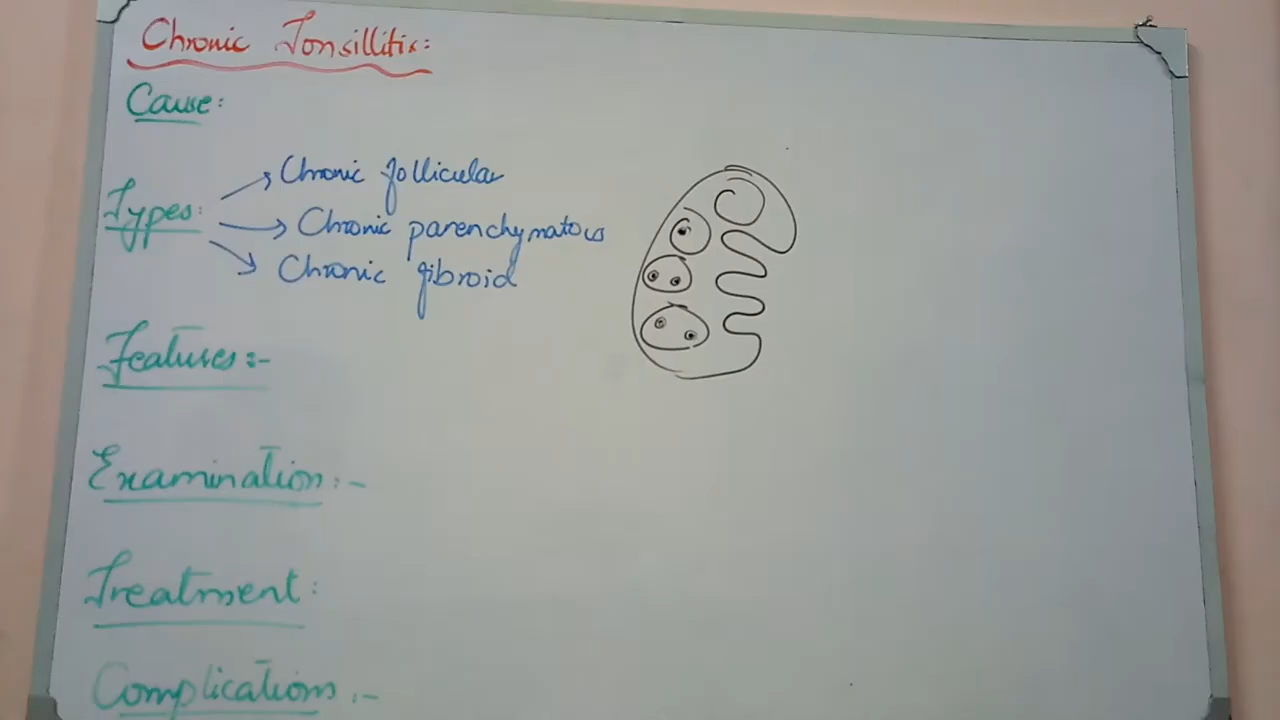 Chronic Tonsillitis:
Cause:
Types:
Chronic follicular
Chronic parenchymatous
Chronic fibroid
Features:-
Examination:-
Treatment:
Complications:-